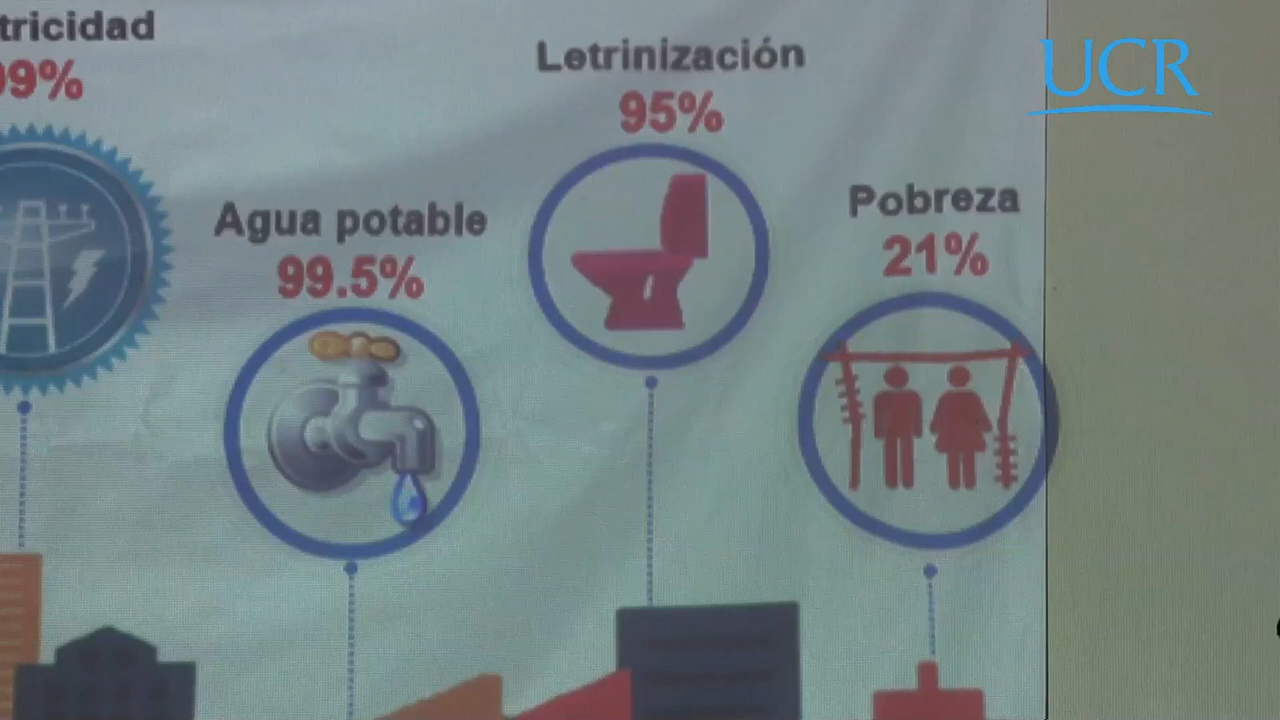 tricidad
99%
Letrinización
95%
UCR
Agua potable
99.5%
Pobreza
21%